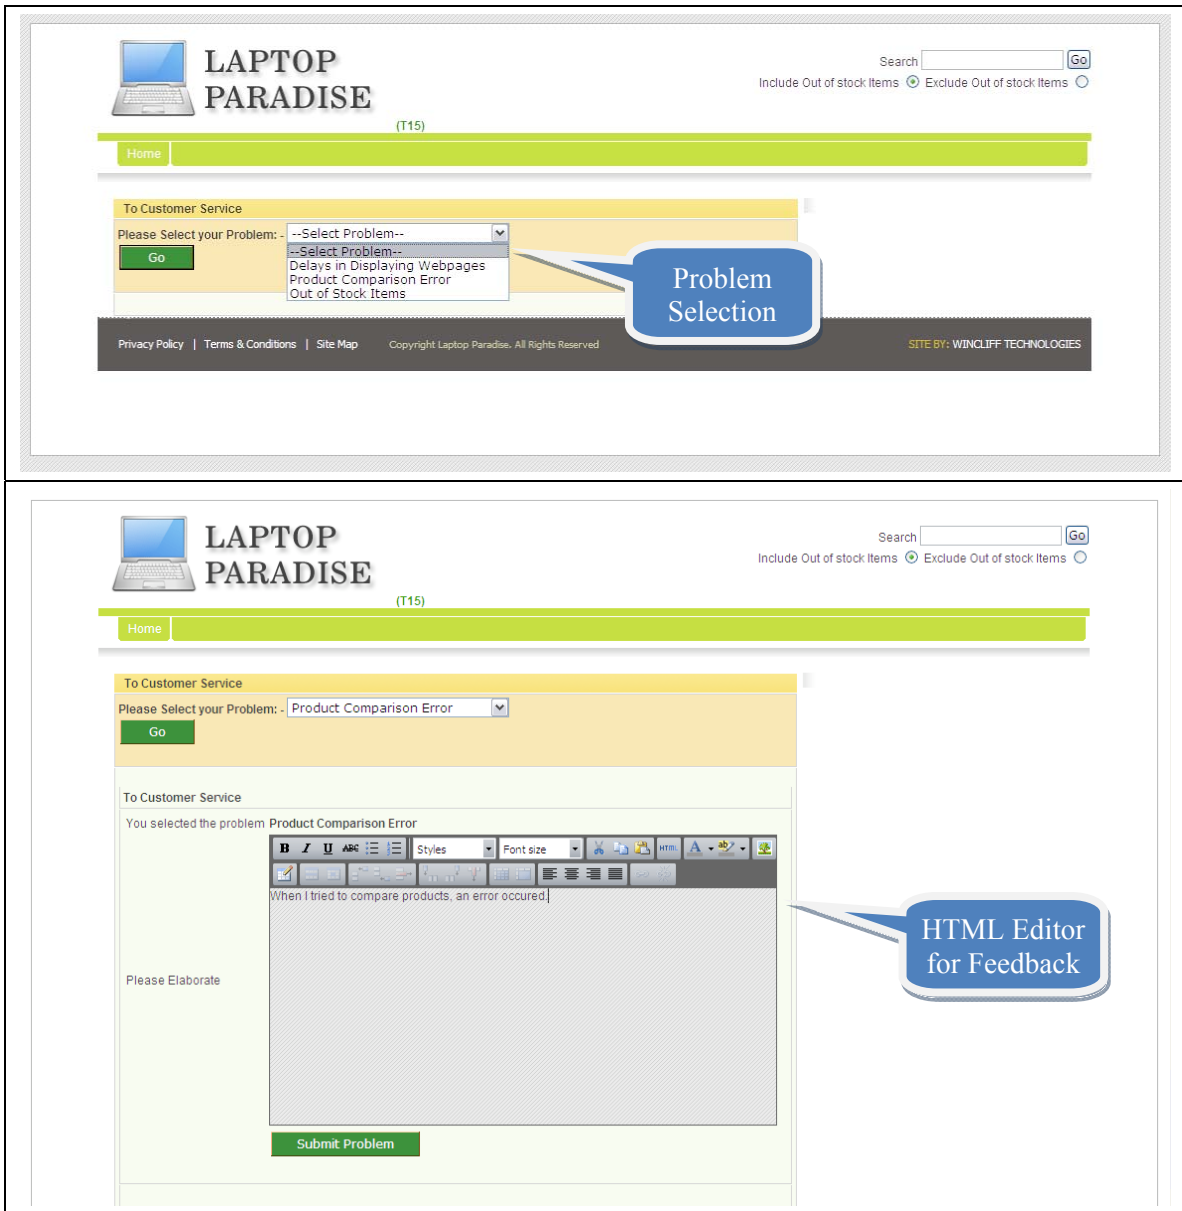 LAPTOP
PARADISE
(T15)
Search
Go
Include Out of stock Items
Exclude Out of stock Items
Home
To Customer Service
Please Select your Problem: -
--Select Problem--
Go
--Select Problem--
Delays in Displaying Webpages
Product Comparison Error
Out of Stock Items
Problem
Selection
Privacy Policy | Terms & Conditions | Site Map
Copyright Laptop Paradise. All Rights Reserved
SITE BY: WINCLIFF TECHNOLOGIES
LAPTOP
PARADISE
(T15)
Search
Go
Include Out of stock Items
Exclude Out of stock Items
Home
To Customer Service
Please Select your Problem: -
Product Comparison Error
Go
To Customer Service
You selected the problem Product Comparison Error
B I U ABC
Styles
Font size
HTML
A
ab
When I tried to compare products, an error occured.
Please Elaborate
HTML Editor
for Feedback
Submit Problem